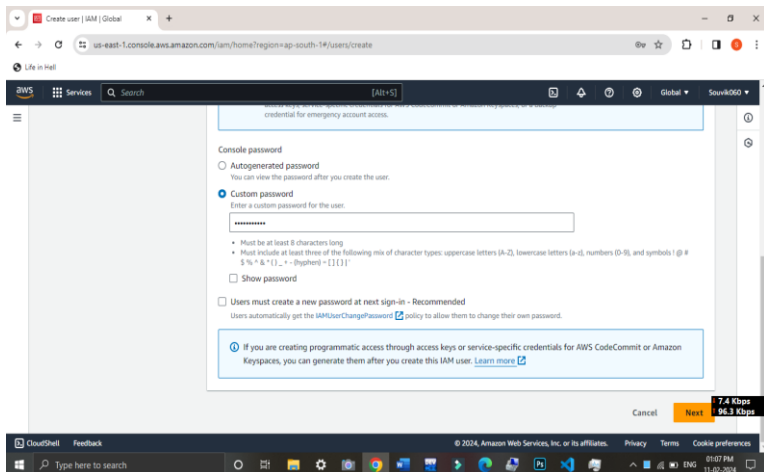 Create user | IAM | Global
us-east-1.console.aws.amazon.com/iam/home?region=ap-south-1#/users/create
Life in Hell
aws Services Search [Alt+S] Global Souvik060
credential for emergency account access.
Console password
Autogenerated password
You can view the password after you create the user.
Custom password
Enter a custom password for the user.
•••••••••••
• Must be at least 8 characters long
• Must include at least three of the following mix of character types: uppercase letters (A-Z), lowercase letters (a-z), numbers (0-9), and symbols ! @ #
$ % ^ & * ( ) _ + - (hyphen) = [ ] { } | '
Show password
Users must create a new password at next sign-in - Recommended
Users automatically get the IAMUserChangePassword policy to allow them to change their own password.
If you are creating programmatic access through access keys or service-specific credentials for AWS CodeCommit or Amazon
Keyspaces, you can generate them after you create this IAM user. Learn more
7.4 Kbps
Cancel Next 96.3 Kbps
CloudShell Feedback © 2024, Amazon Web Services, Inc. or its affiliates. Privacy Terms Cookie preferences
Type here to search ENG 01:07 PM
11-02-2024